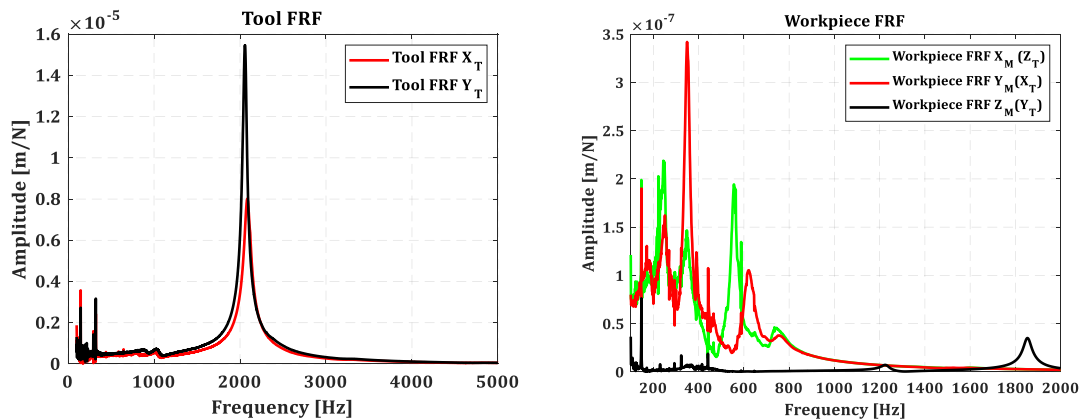 Tool FRF
×10⁻⁵
Amplitude [m/N]
1.6
1.4
1.2
1
0.8
0.6
0.4
0.2
0
Tool FRF X_T
Tool FRF Y_T
0 1000 2000 3000 4000 5000
Frequency [Hz]
Workpiece FRF
×10⁻⁷
Amplitude [m/N]
3.5
3
2.5
2
1.5
1
0.5
0
Workpiece FRF X_M (Z_T)
Workpiece FRF Y_M(X_T)
Workpiece FRF Z_M(Y_T)
200 400 600 800 1000 1200 1400 1600 1800 2000
Frequency [Hz]